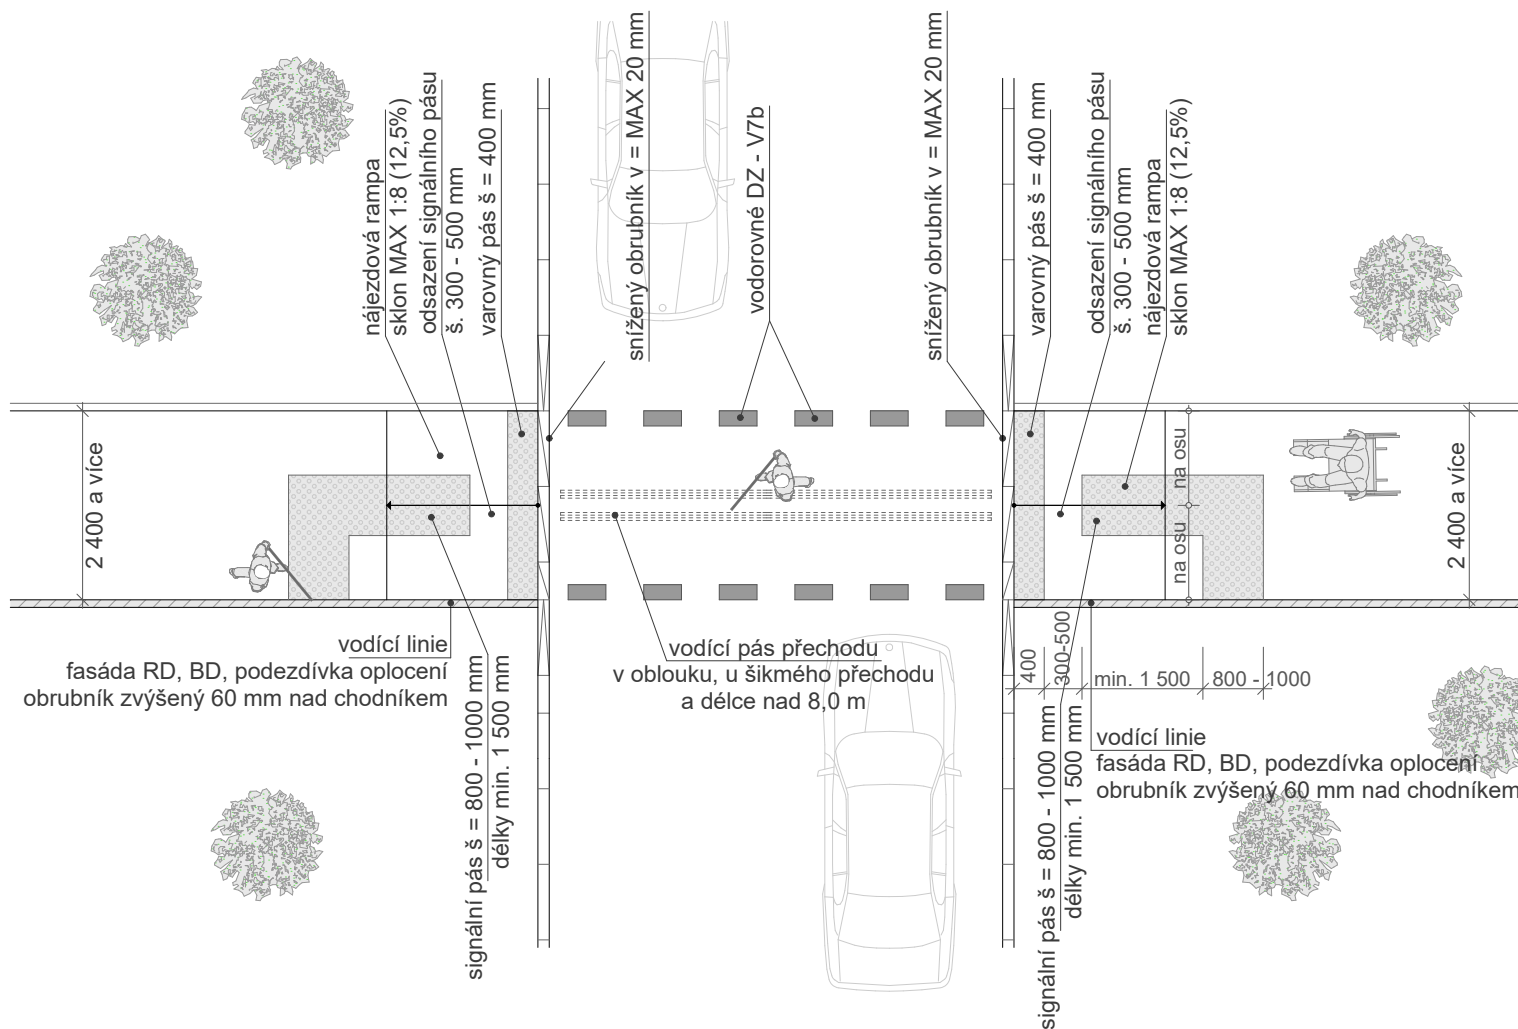 nájezdová rampa
sklon MAX 1:8 (12,5%)
odsazení signálního pásu
š. 300 - 500 mm
varovný pás š = 400 mm
snížený obrubník v = MAX 20 mm
vodorovné DZ - V7b
snížený obrubník v = MAX 20 mm
varovný pás š = 400 mm
odsazení signálního pásu
š. 300 - 500 mm
nájezdová rampa
sklon MAX 1:8 (12,5%)
2 400 a více
na osu
na osu
2 400 a více
vodící linie
fasáda RD, BD, podezdívka oplocení
obrubník zvýšený 60 mm nad chodníkem
signální pás š = 800 - 1000 mm
délky min. 1 500 mm
vodící pás přechodu
v oblouku, u šikmého přechodu
a délce nad 8,0 m
400
300-500
min. 1 500
800 - 1000
signální pás š = 800 - 1000 mm
délky min. 1 500 mm
vodící linie
fasáda RD, BD, podezdívka oplocení
obrubník zvýšený 60 mm nad chodníkem